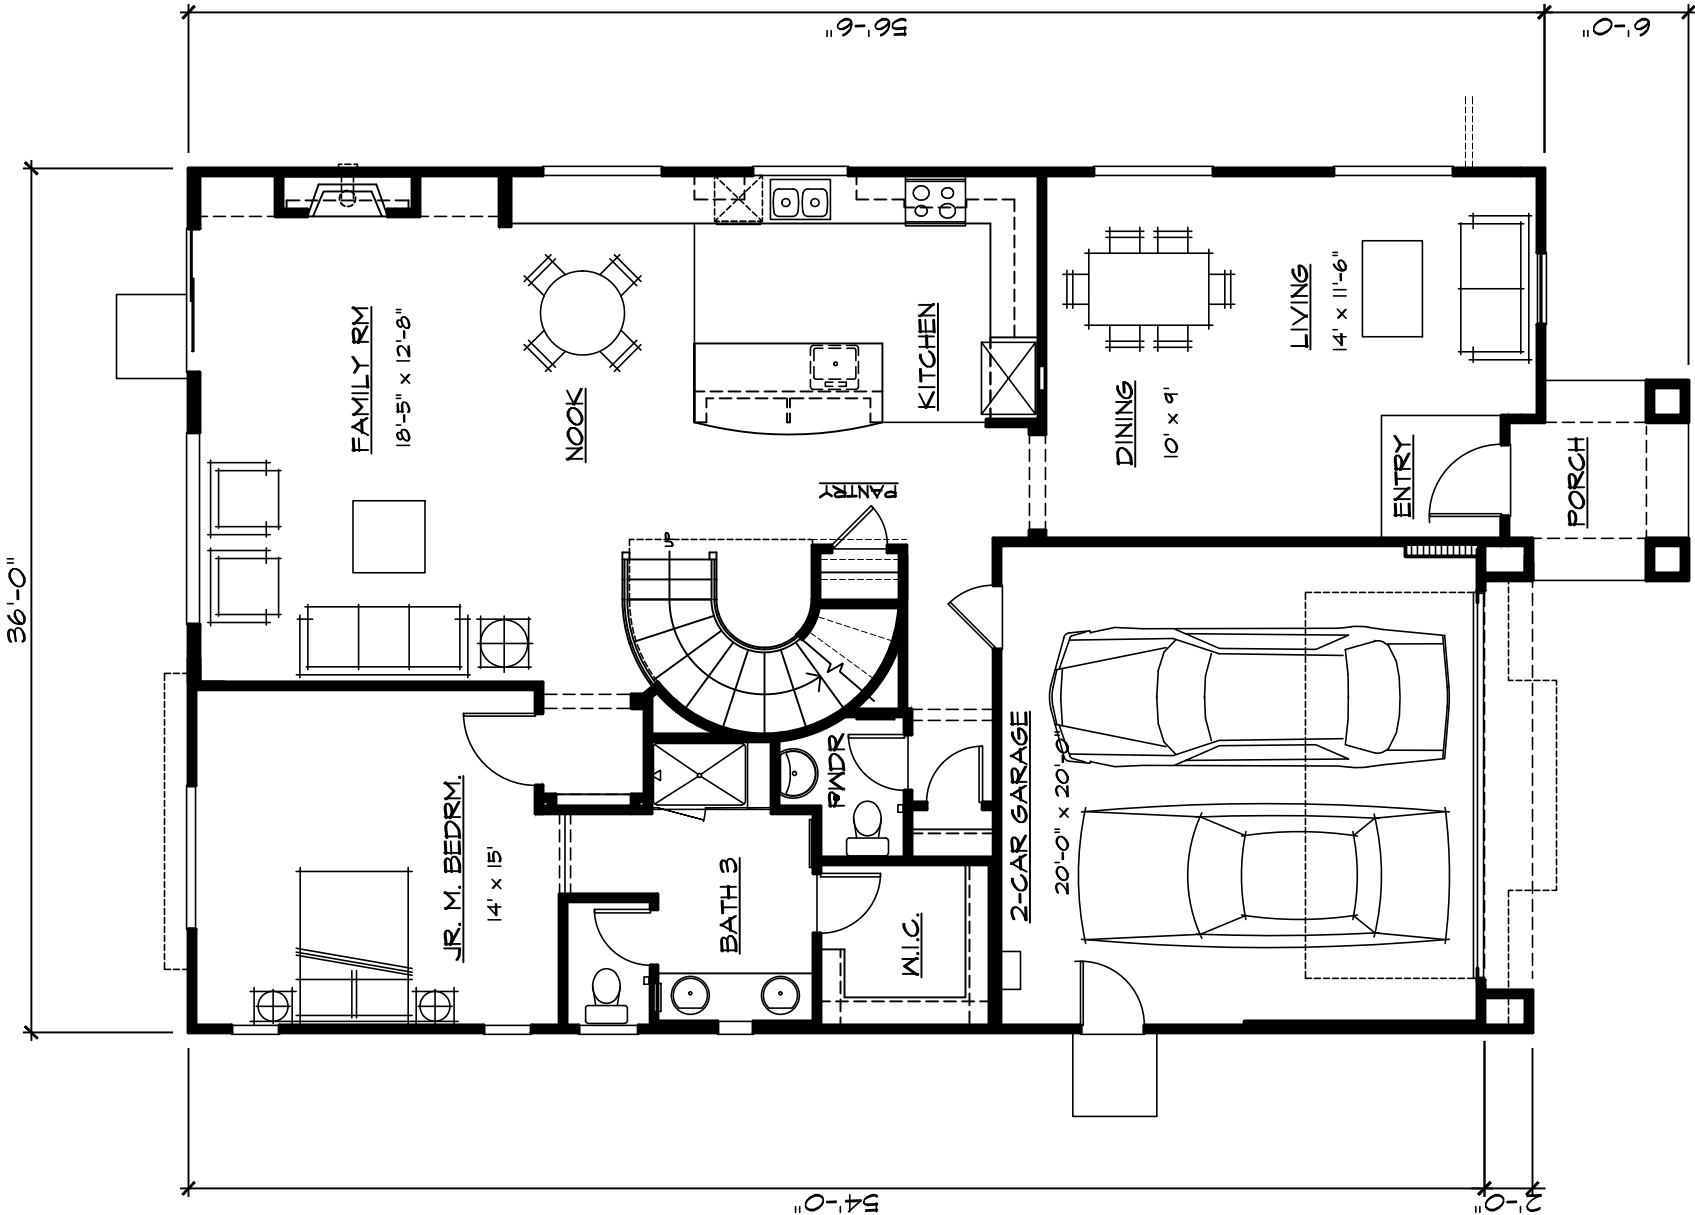 56'-6"
6'-0"
36'-0"
FAMILY RM
18'-5" x 12'-8"
NOOK
KITCHEN
PANTRY
DINING
10' x 9'
LIVING
14' x 11'-6"
ENTRY
PORCH
UP
JR. M. BEDRM.
14' x 15'
BATH 3
PWDR
W.I.C.
2-CAR GARAGE
20'-0" x 20'-0"
54'-0"
2'-0"